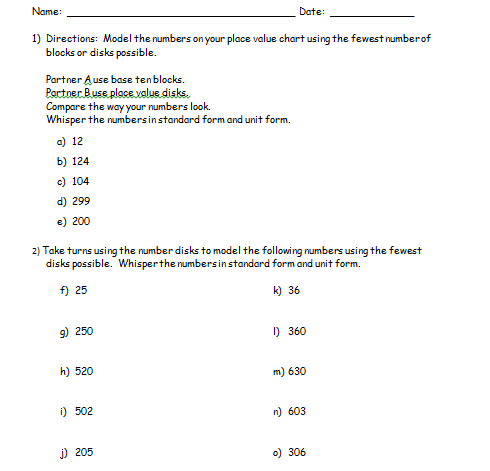 Name: ______________________________ Date: ______________
1) Directions: Model the numbers on your place value chart using the fewest number of
blocks or disks possible.
Partner A use base ten blocks.
Partner B use place value disks.
Compare the way your numbers look.
Whisper the numbers in standard form and unit form.
a) 12
b) 124
c) 104
d) 299
e) 200
2) Take turns using the number disks to model the following numbers using the fewest
disks possible. Whisper the numbers in standard form and unit form.
f) 25 k) 36
g) 250 l) 360
h) 520 m) 630
i) 502 n) 603
j) 205 o) 306